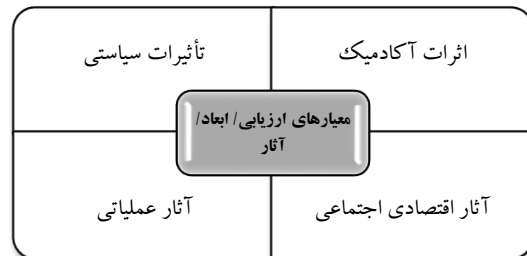 اثرات آکادمیک
تأثیرات سیاستی
معیارهای ارزیابی/ ابعاد/
آثار
آثار اقتصادی اجتماعی
آثار عملیاتی